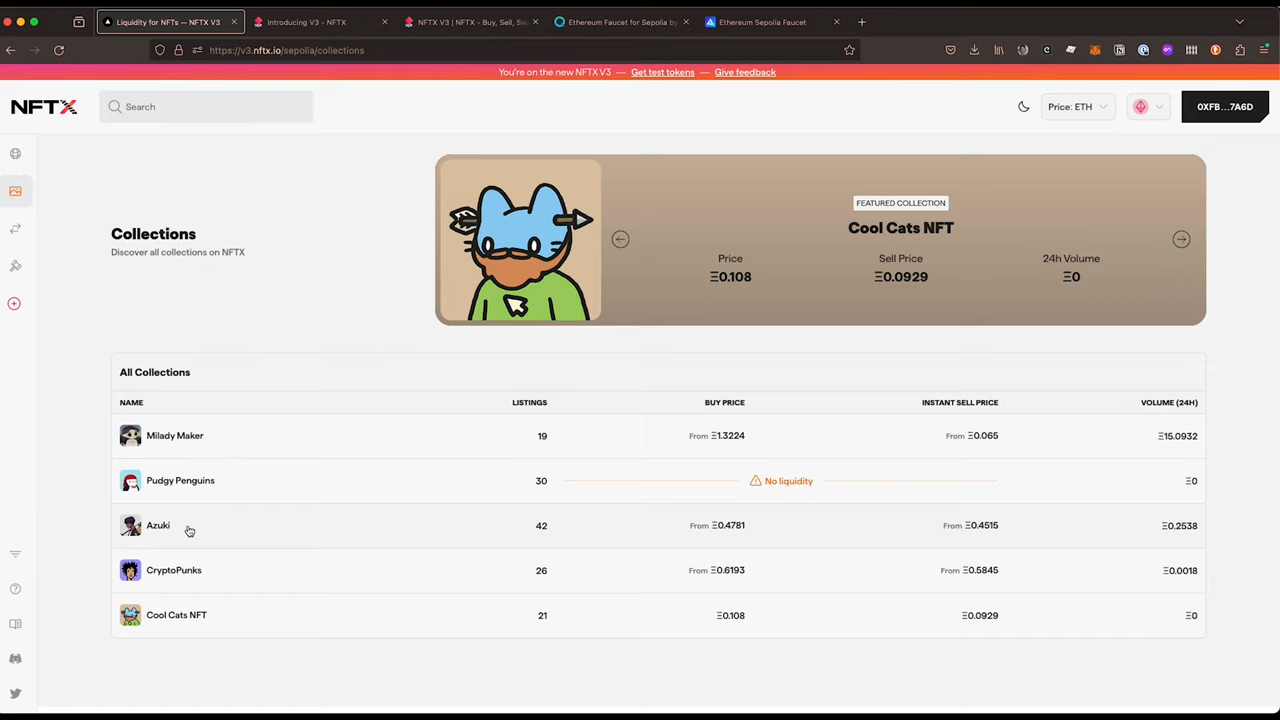 Liquidity for NFTs — NFTX V3
Introducing V3 - NFTX
NFTX V3 | NFTX - Buy, Sell, Sw
Ethereum Faucet for Sepolia by
Ethereum Sepolia Faucet
https://v3.nftx.io/sepolia/collections
You're on the new NFTX V3 — Get test tokens — Give feedback
NFTX
Search
Price: ETH
0XFB...7A6D
Collections
Discover all collections on NFTX
FEATURED COLLECTION
Cool Cats NFT
Price
Sell Price
24h Volume
Ξ0.108
Ξ0.0929
Ξ0
All Collections
NAME LISTINGS BUY PRICE INSTANT SELL PRICE VOLUME (24H)
Milady Maker 19 From Ξ1.3224 From Ξ0.065 Ξ15.0932
Pudgy Penguins 30 No liquidity Ξ0
Azuki 42 From Ξ0.4781 From Ξ0.4515 Ξ0.2538
CryptoPunks 26 From Ξ0.6193 From Ξ0.5845 Ξ0.0018
Cool Cats NFT 21 Ξ0.108 Ξ0.0929 Ξ0